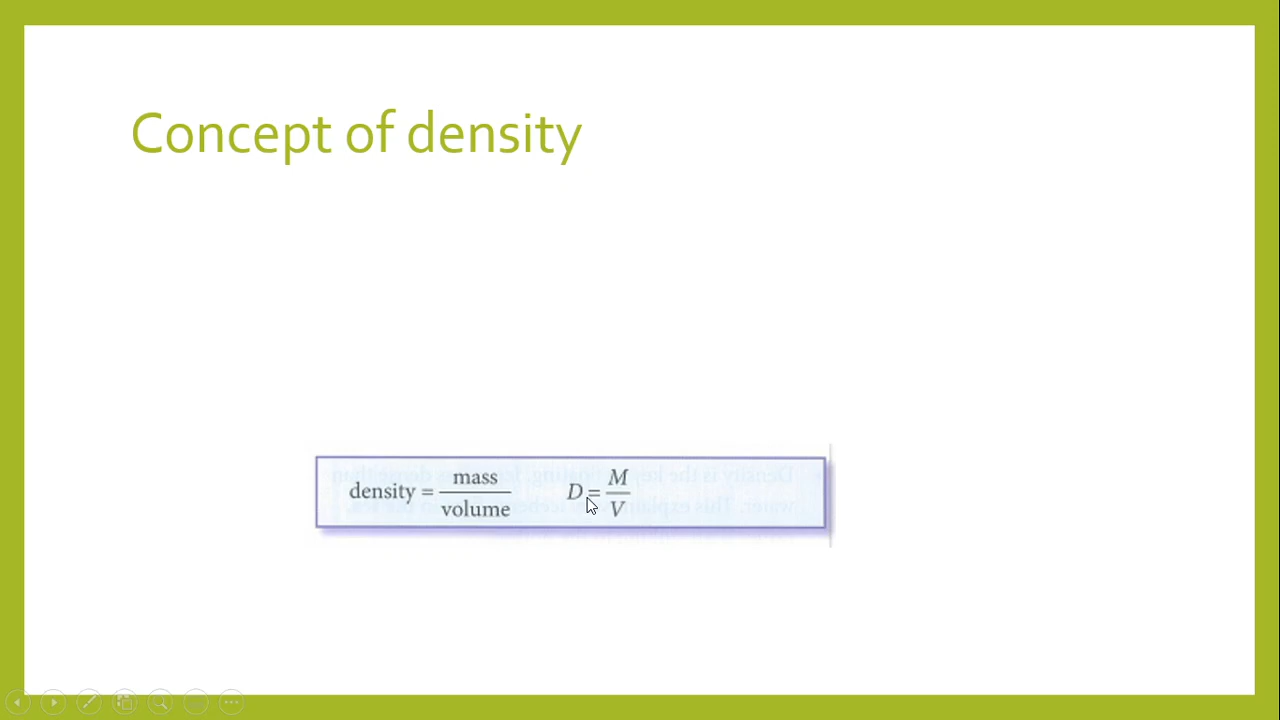 Concept of density
density = mass / volume D = M / V